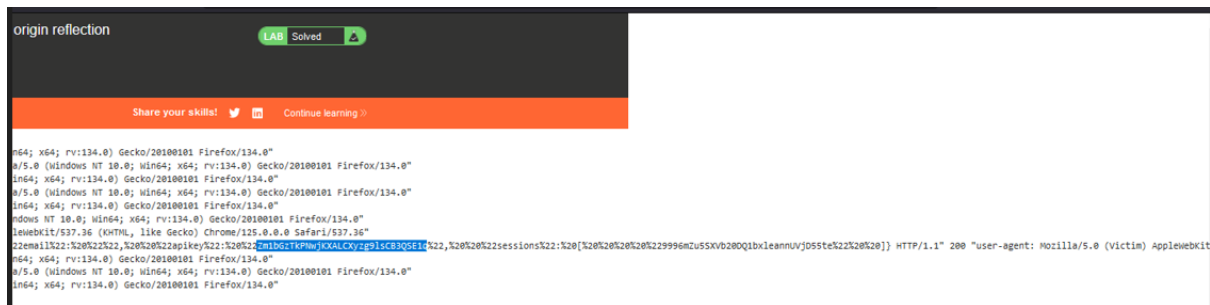 origin reflection
LAB Solved
Share your skills! Continue learning
n64; x64; rv:134.0) Gecko/20100101 Firefox/134.0"
a/5.0 (Windows NT 10.0; Win64; x64; rv:134.0) Gecko/20100101 Firefox/134.0"
in64; x64; rv:134.0) Gecko/20100101 Firefox/134.0"
a/5.0 (Windows NT 10.0; Win64; x64; rv:134.0) Gecko/20100101 Firefox/134.0"
in64; x64; rv:134.0) Gecko/20100101 Firefox/134.0"
ndows NT 10.0; Win64; x64; rv:134.0) Gecko/20100101 Firefox/134.0"
leWebKit/537.36 (KHTML, like Gecko) Chrome/125.0.0.0 Safari/537.36"
22email%22:%20%22%22,%20%20%22apikey%22:%20%22 %22,%20%20%22sessions%22:%20[%20%20%20%20 %22%20%20]} HTTP/1.1" 200 "user-agent: Mozilla/5.0 (Victim) AppleWebKit
n64; x64; rv:134.0) Gecko/20100101 Firefox/134.0"
a/5.0 (Windows NT 10.0; Win64; x64; rv:134.0) Gecko/20100101 Firefox/134.0"
in64; x64; rv:134.0) Gecko/20100101 Firefox/134.0"